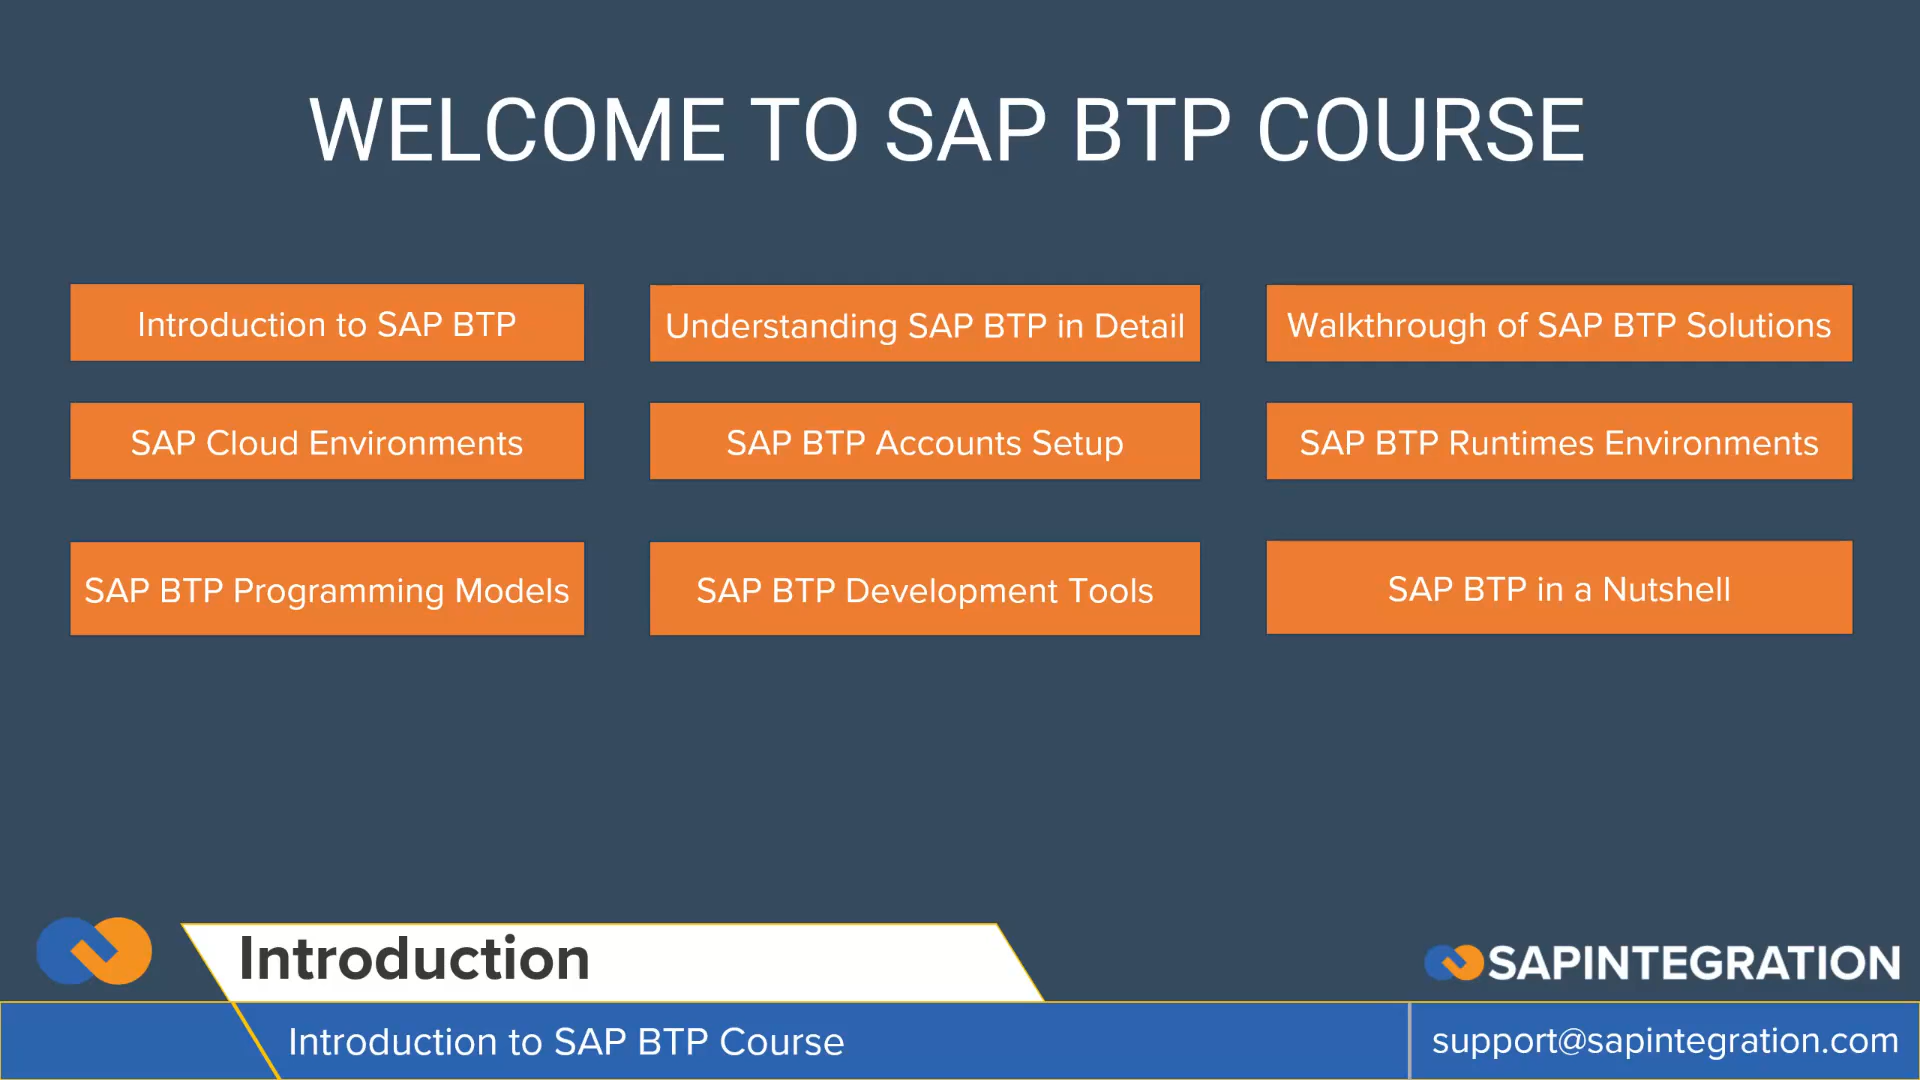 WELCOME TO SAP BTP COURSE
Introduction to SAP BTP
Understanding SAP BTP in Detail
Walkthrough of SAP BTP Solutions
SAP Cloud Environments
SAP BTP Accounts Setup
SAP BTP Runtimes Environments
SAP BTP Programming Models
SAP BTP Development Tools
SAP BTP in a Nutshell
Introduction
SAPINTEGRATION
Introduction to SAP BTP Course
support@sapintegration.com